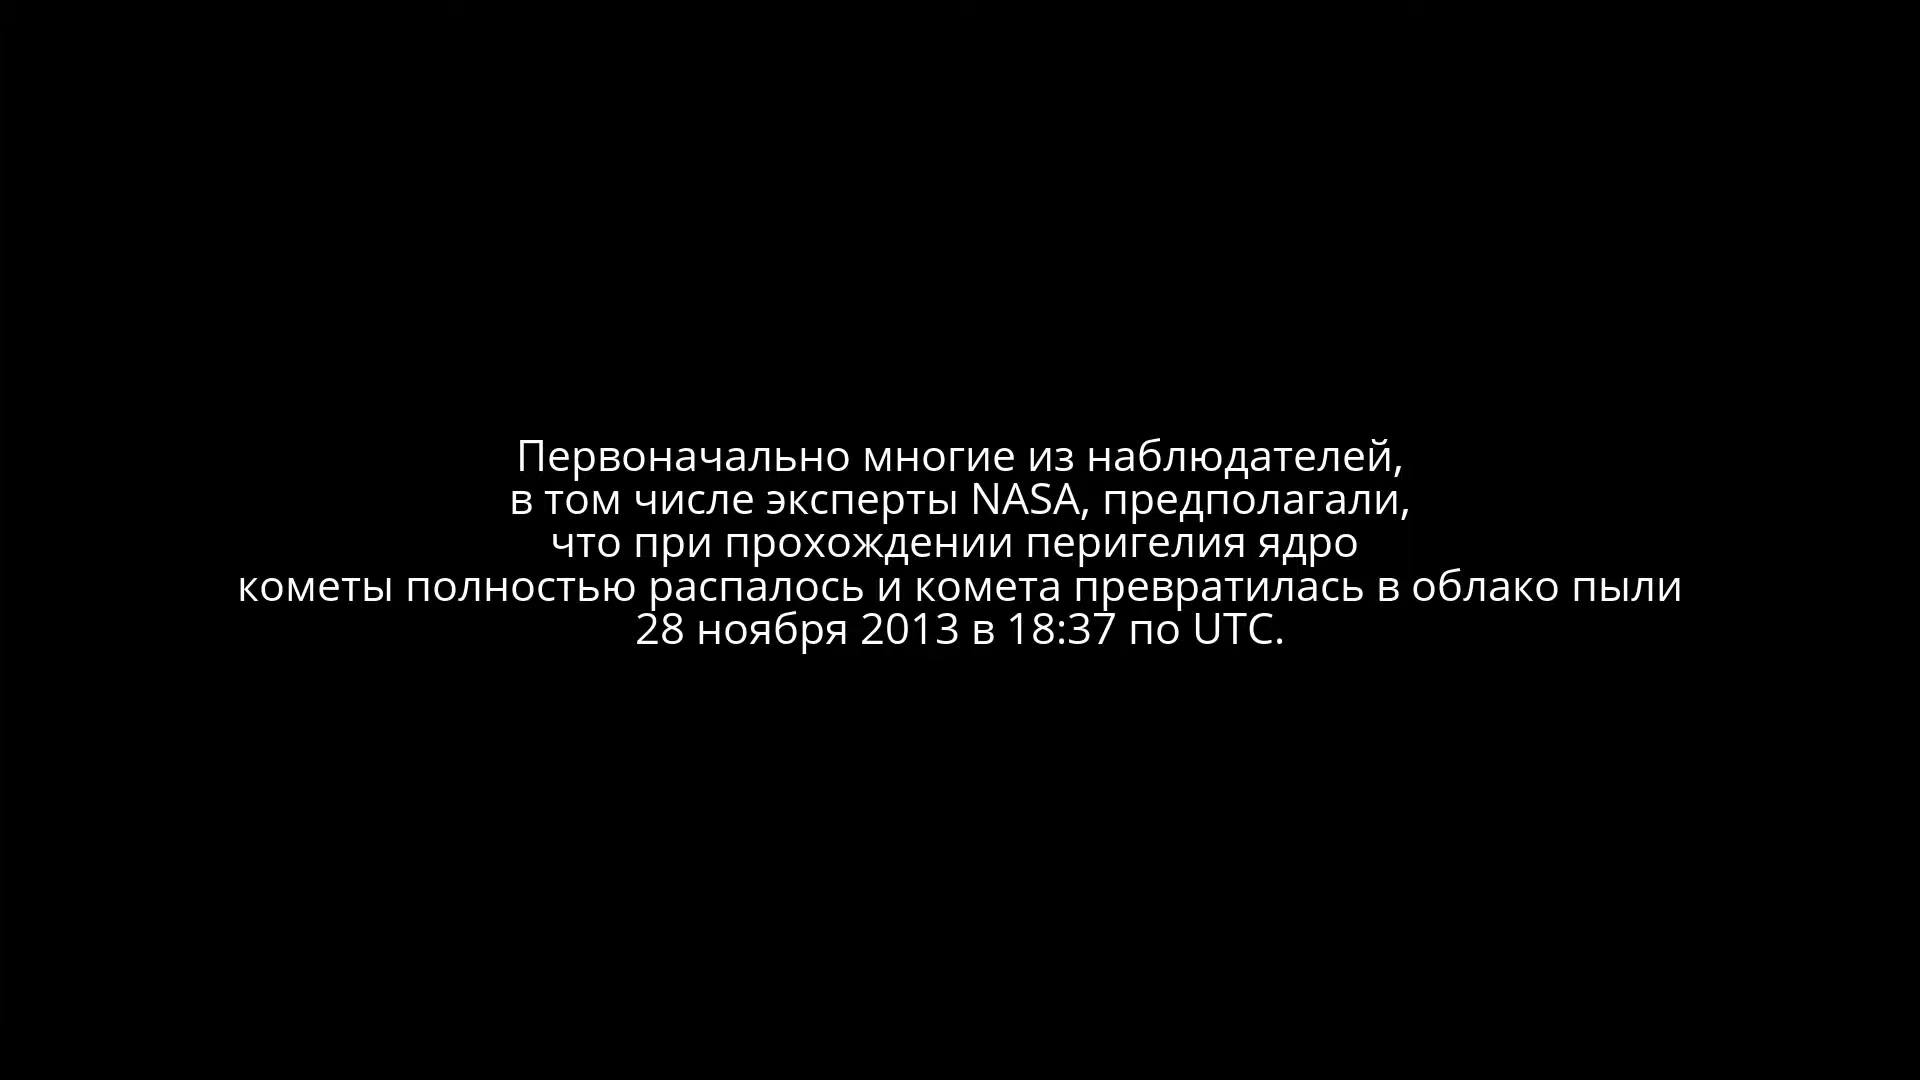 Первоначально многие из наблюдателей,
в том числе эксперты NASA, предполагали,
что при прохождении перигелия ядро
кометы полностью распалось и комета превратилась в облако пыли
28 ноября 2013 в 18:37 по UTC.